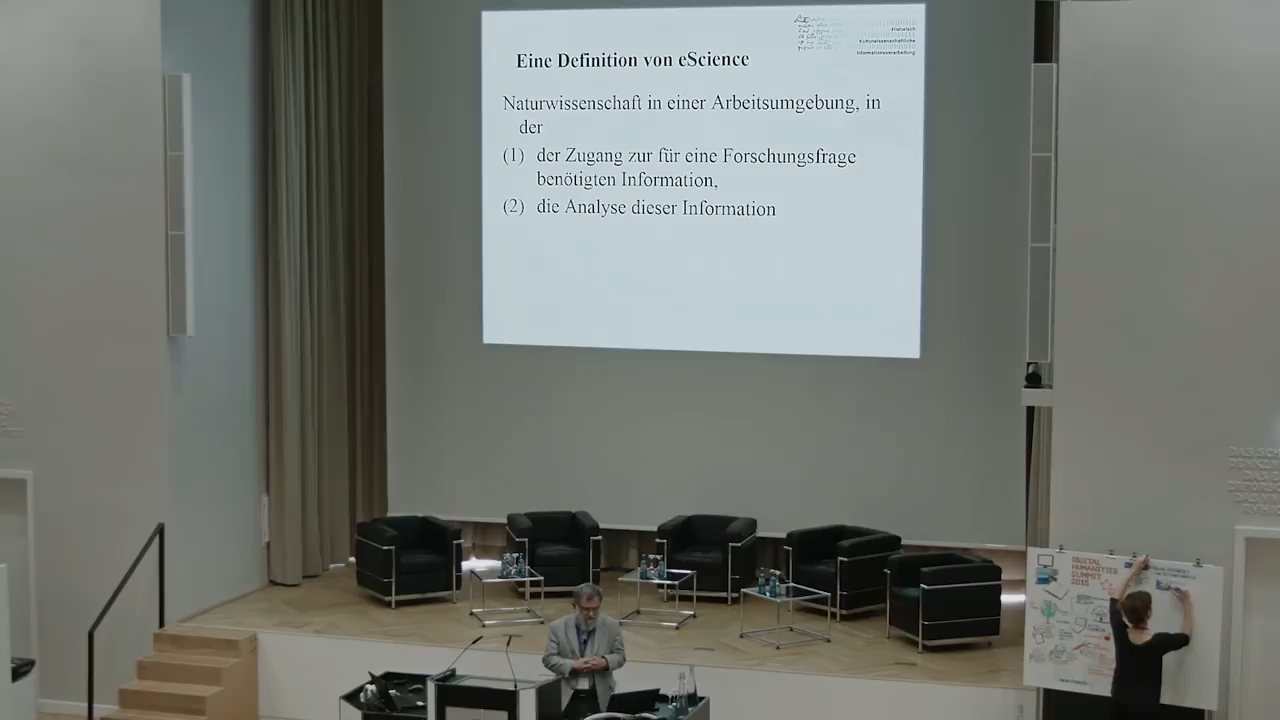 Historisch
Kulturwissenschaftliche
Informationsverarbeitung
Eine Definition von eScience
Naturwissenschaft in einer Arbeitsumgebung, in
der
(1) der Zugang zur für eine Forschungsfrage
benötigten Information,
(2) die Analyse dieser Information
DIGITAL
HUMANITIES
SUMMIT
2015